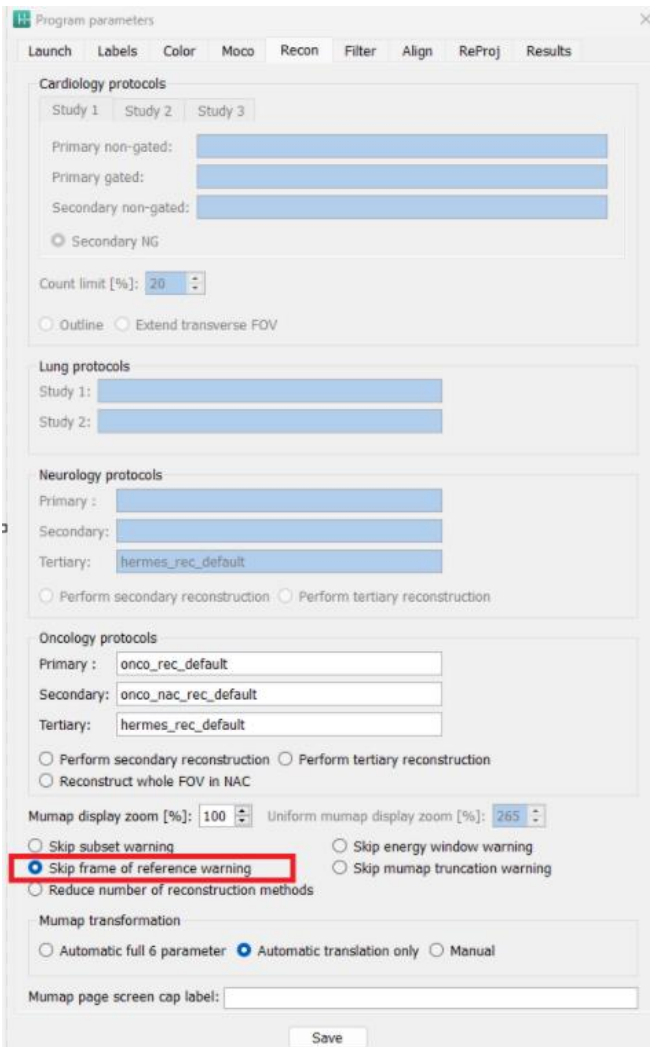 Program parameters
Launch Labels Color Moco Recon Filter Align ReProj Results
Cardiology protocols
Study 1 Study 2 Study 3
Primary non-gated:
Primary gated:
Secondary non-gated:
Secondary NG
Count limit [%]: 20
Outline Extend transverse FOV
Lung protocols
Study 1:
Study 2:
Neurology protocols
Primary :
Secondary:
Tertiary: hermes_rec_default
Perform secondary reconstruction Perform tertiary reconstruction
Oncology protocols
Primary : onco_rec_default
Secondary: onco_nac_rec_default
Tertiary: hermes_rec_default
Perform secondary reconstruction Perform tertiary reconstruction
Reconstruct whole FOV in NAC
Mumap display zoom [%]: 100 Uniform mumap display zoom [%]: 265
Skip subset warning Skip energy window warning
Skip frame of reference warning Skip mumap truncation warning
Reduce number of reconstruction methods
Mumap transformation
Automatic full 6 parameter Automatic translation only Manual
Mumap page screen cap label:
Save